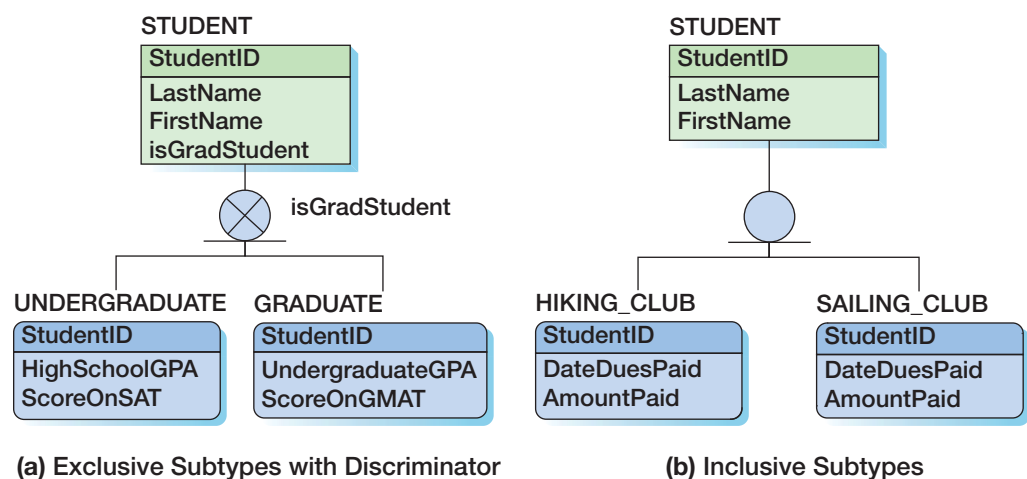 STUDENT
StudentID
LastName
FirstName
isGradStudent
isGradStudent
UNDERGRADUATE
StudentID
HighSchoolGPA
ScoreOnSAT
GRADUATE
StudentID
UndergraduateGPA
ScoreOnGMAT
(a) Exclusive Subtypes with Discriminator
STUDENT
StudentID
LastName
FirstName
HIKING_CLUB
StudentID
DateDuesPaid
AmountPaid
SAILING_CLUB
StudentID
DateDuesPaid
AmountPaid
(b) Inclusive Subtypes